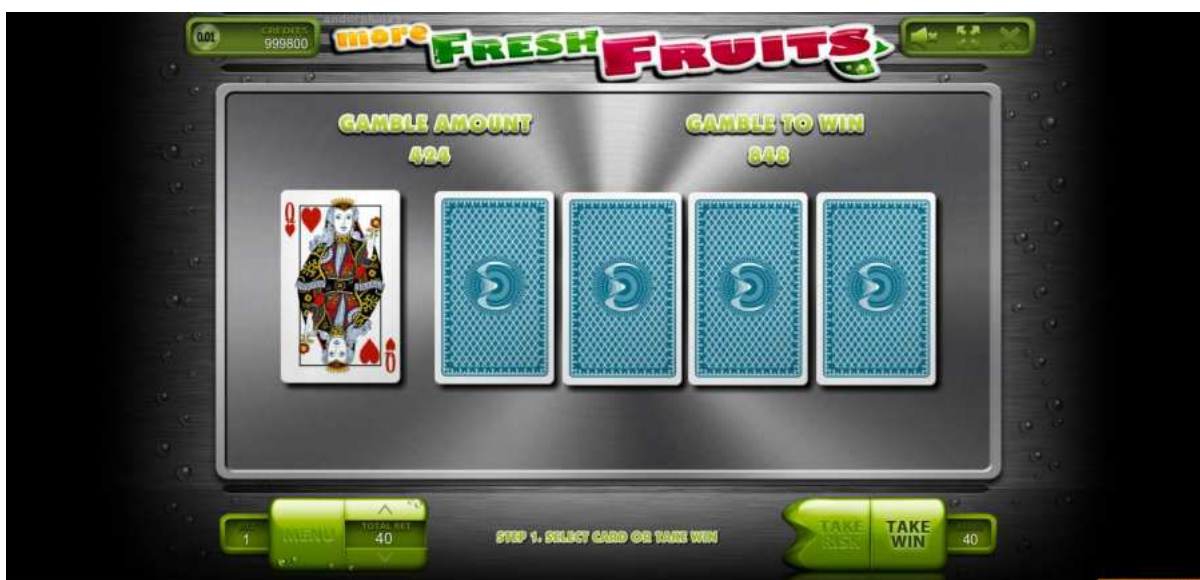 0.01
CREDITS
999800
more FRESH FRUITS
GAMBLE AMOUNT
424
GAMBLE TO WIN
848
Q
Q
1
MENU
TOTAL BET
40
STEP 1. SELECT CARD OR TAKE WIN
TAKE RISK
TAKE
WIN
40